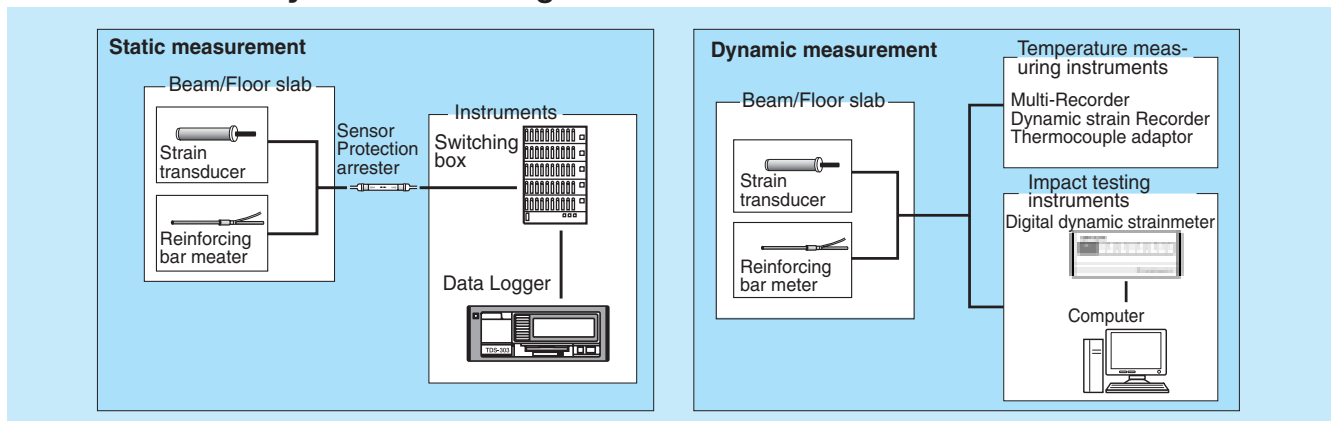 Static measurement
Beam/Floor slab
Strain
transducer
Reinforcing
bar meater
Sensor
Protection
arrester
Instruments
Switching
box
Data Logger
TDS-303
Dynamic measurement
Beam/Floor slab
Strain
transducer
Reinforcing
bar meter
Temperature meas-
uring instruments
Multi-Recorder
Dynamic strain Recorder
Thermocouple adaptor
Impact testing
instruments
Digital dynamic strainmeter
Computer